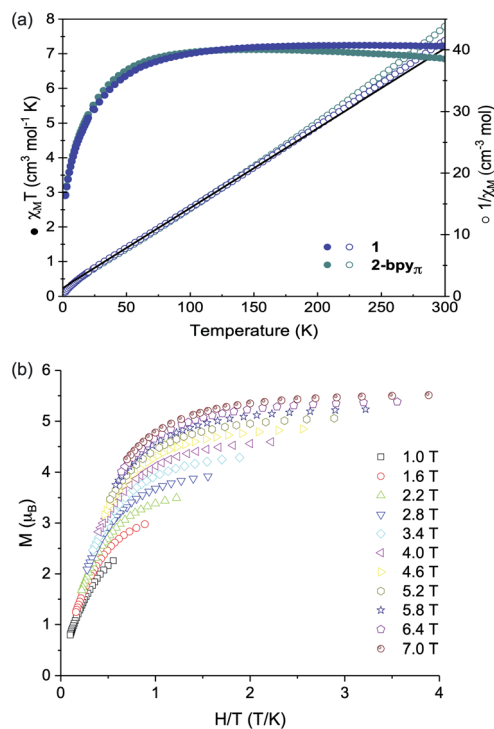 (a)
8
7
6
5
4
3
2
1
0
● χMT (cm³ mol⁻¹ K)
50
40
30
20
10
0
○ 1/χM (cm⁻³ mol)
1
2-bpyπ
0 50 100 150 200 250 300
Temperature (K)
(b)
6
5
4
3
2
1
0
M (μB)
1.0 T
1.6 T
2.2 T
2.8 T
3.4 T
4.0 T
4.6 T
5.2 T
5.8 T
6.4 T
7.0 T
0 1 2 3 4
H/T (T/K)